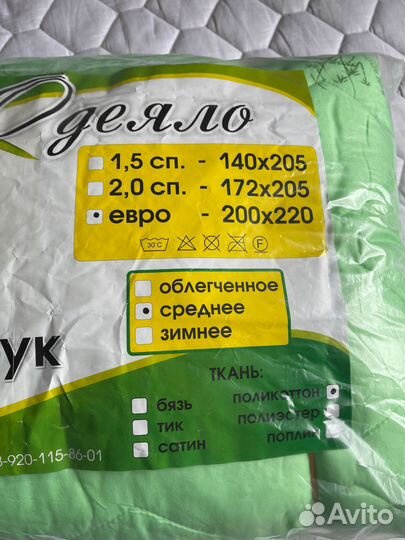 Одеяло
1,5 сп. - 140х205
2,0 сп. - 172х205
евро - 200х220
30 С
F
облегченное
среднее
зимнее
ук
ТКАНЬ:
бязь поликоттон
тик полиэстер
сатин поплин
-920-115-86-01
Avito